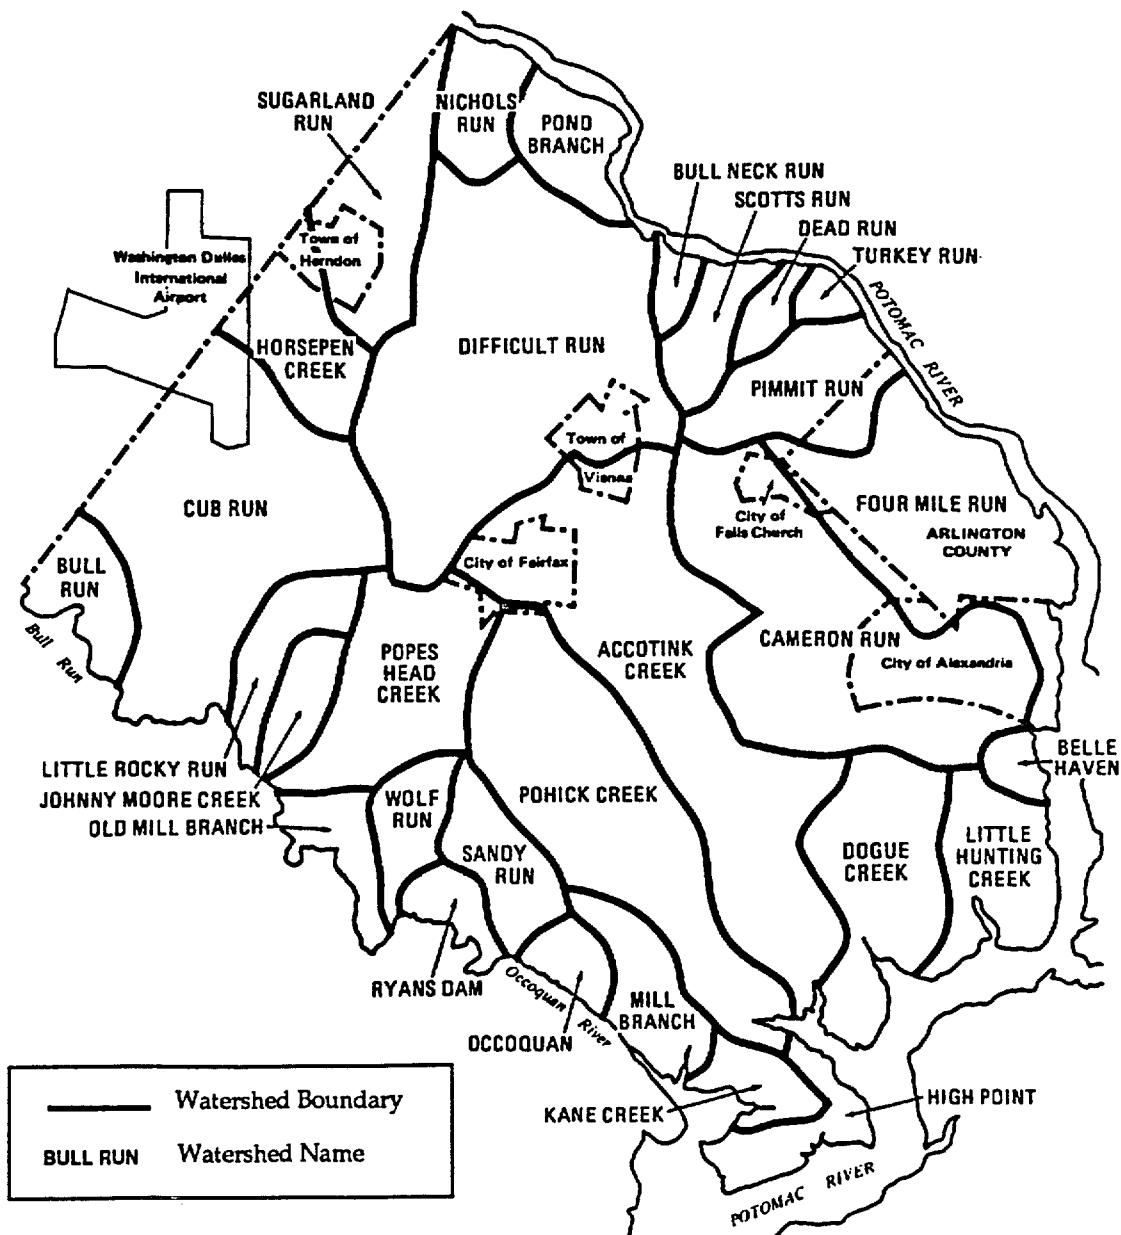 SUGARLAND
RUN
NICHOLS
RUN
POND
BRANCH
BULL NECK RUN
SCOTTS RUN
DEAD RUN
TURKEY RUN
Washington Dulles
International
Airport
Town of
Herndon
POTOMAC RIVER
HORSEPEN
CREEK
DIFFICULT RUN
PIMMIT RUN
Town of
Vienna
CUB RUN
City of
Falls Church
FOUR MILE RUN
ARLINGTON
COUNTY
BULL
RUN
City of Fairfax
Bull Run
POPES
HEAD
CREEK
ACCOTINK
CREEK
CAMERON RUN
City of Alexandria
LITTLE ROCKY RUN
JOHNNY MOORE CREEK
OLD MILL BRANCH
BELLE
HAVEN
WOLF
RUN
POHICK CREEK
SANDY
RUN
DOGUE
CREEK
LITTLE
HUNTING
CREEK
RYANS DAM
Occoquan River
OCCOQUAN
MILL
BRANCH
KANE CREEK
HIGH POINT
POTOMAC RIVER
Watershed Boundary
BULL RUN Watershed Name